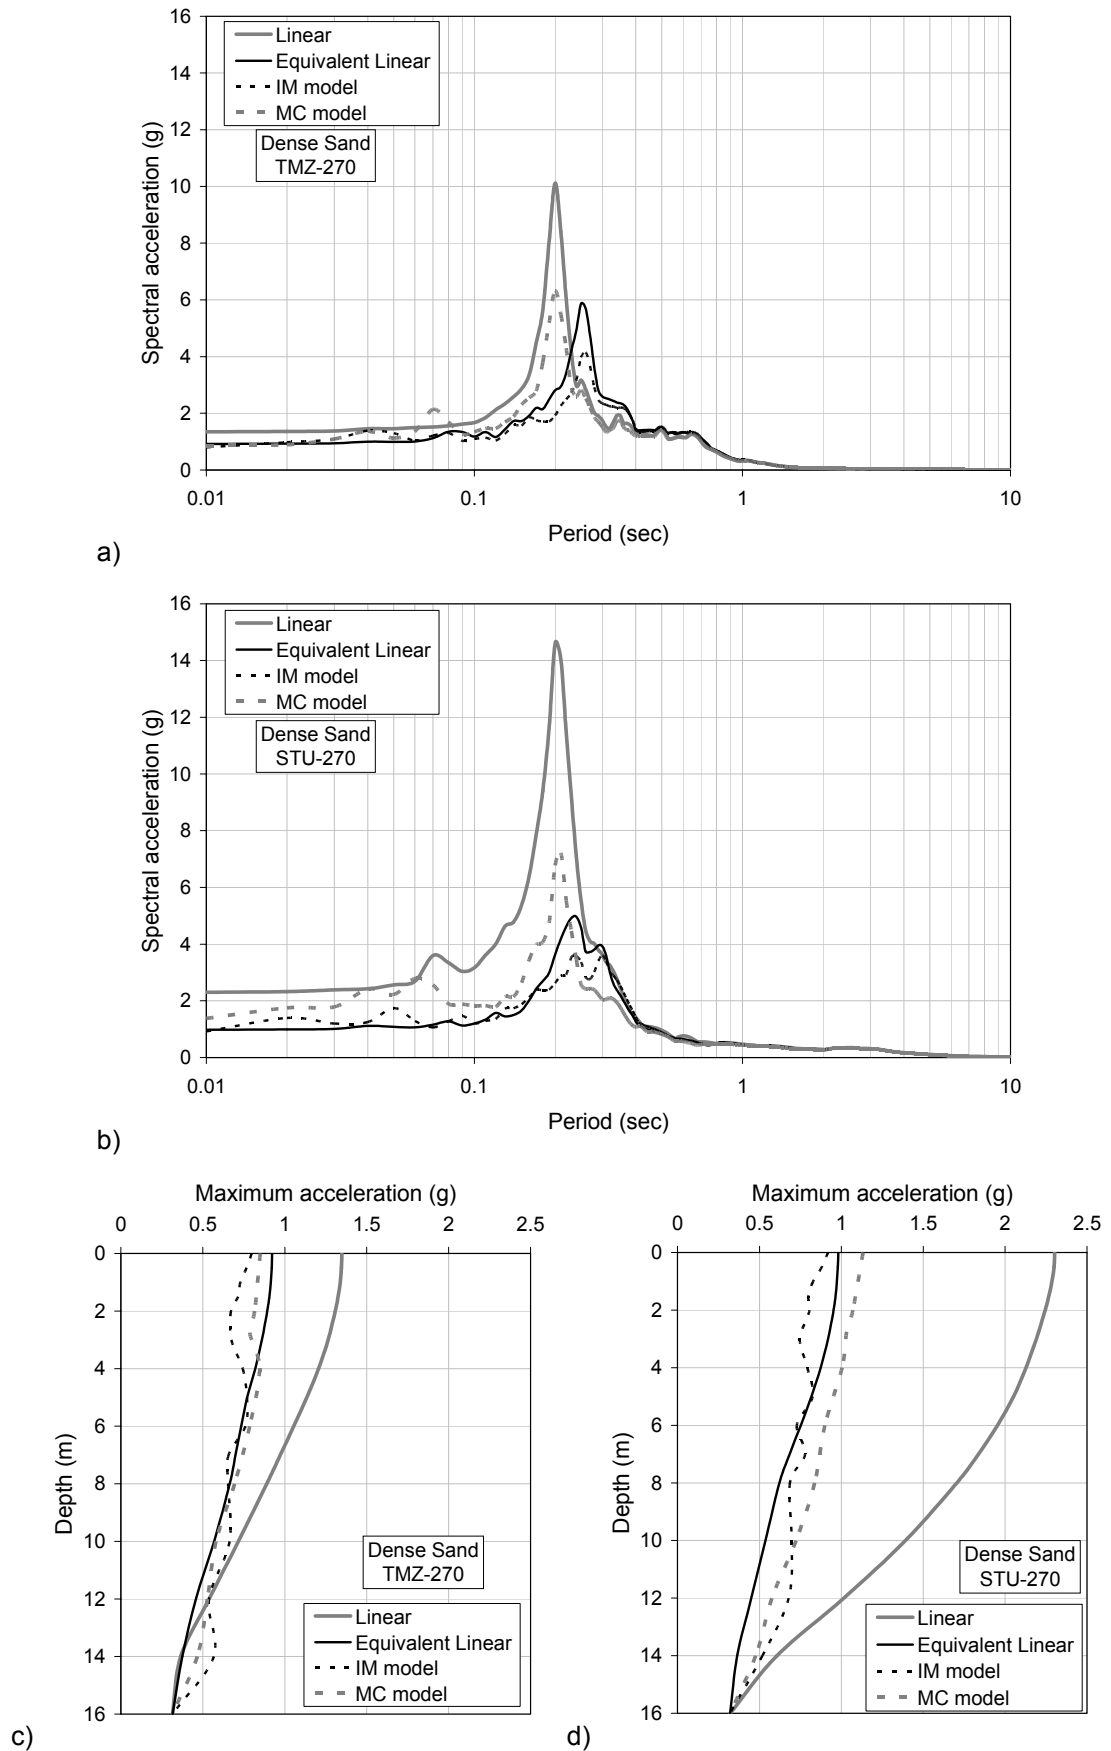 16
14
12
10
8
6
4
2
0
Spectral acceleration (g)
Linear
Equivalent Linear
IM model
MC model
Dense Sand
TMZ-270
0.01 0.1 1 10
Period (sec)
a)
16
14
12
10
8
6
4
2
0
Spectral acceleration (g)
Linear
Equivalent Linear
IM model
MC model
Dense Sand
STU-270
0.01 0.1 1 10
Period (sec)
b)
Maximum acceleration (g)
0 0.5 1 1.5 2 2.5
0
2
4
6
8
10
12
14
16
Depth (m)
Dense Sand
TMZ-270
Linear
Equivalent Linear
IM model
MC model
c)
Maximum acceleration (g)
0 0.5 1 1.5 2 2.5
0
2
4
6
8
10
12
14
16
Depth (m)
Dense Sand
STU-270
Linear
Equivalent Linear
IM model
MC model
d)